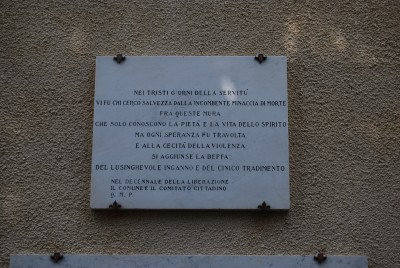 NEI TRISTI GIORNI DELLA SERVITU'
VI FU CHI CERCO' SALVEZZA DALLA INCOMBENTE MINACCIA DI MORTE
FRA QUESTE MURA
CHE SOLO CONOSCONO LA PIETÀ E LA VITA DELLO SPIRITO
MA OGNI SPERANZA FU TRAVOLTA
E ALLA CECITÀ DELLA VIOLENZA
SI AGGIUNSE LA BEFFA
DEL LUSINGHEVOLE INGANNO E DEL CINICO TRADIMENTO
NEL DECENNALE DELLA LIBERAZIONE
IL COMUNE E IL COMITATO CITTADINO
Q. M. P.